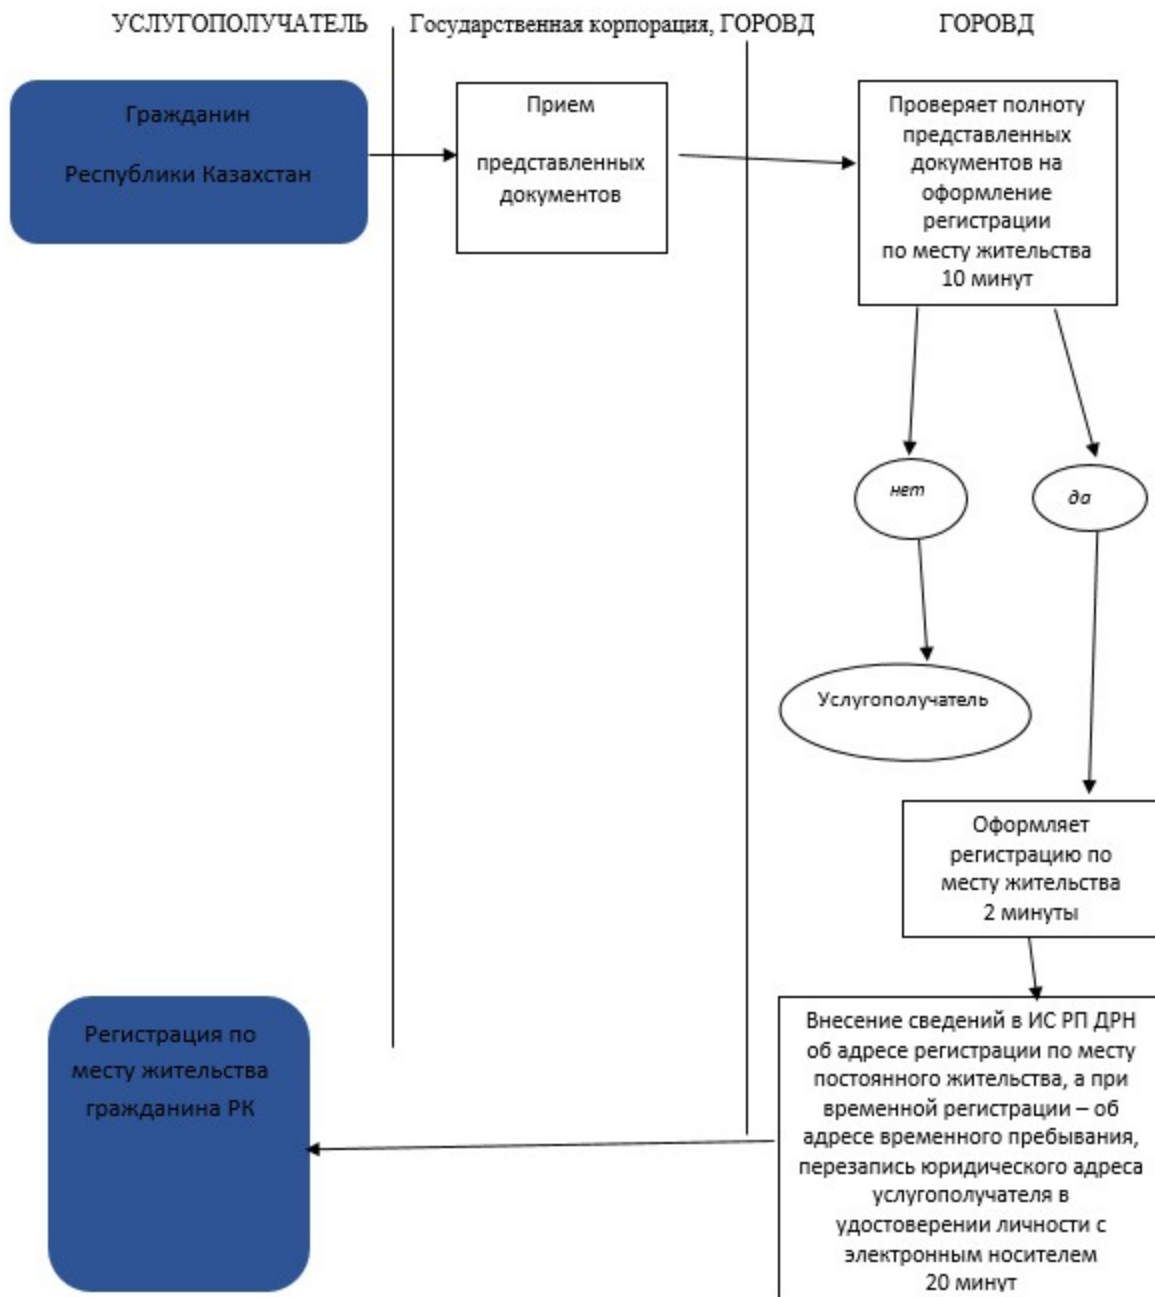 УСЛУГОПОЛУЧАТЕЛЬ
Государственная корпорация, ГОРОВД
ГОРОВД
Гражданин
Республики Казахстан
Прием
представленных
документов
Проверяет полноту
представленных
документов на
оформление
регистрации
по месту жительства
10 минут
нет
да
Услугополучатель
Оформляет
регистрацию по
месту жительства
2 минуты
Внесение сведений в ИС РП ДРН
об адресе регистрации по месту
постоянного жительства, а при
временной регистрации – об
адресе временного пребывания,
перезапись юридического адреса
услугополучателя в
удостоверении личности с
электронным носителем
20 минут
Регистрация по
месту жительства
гражданина РК